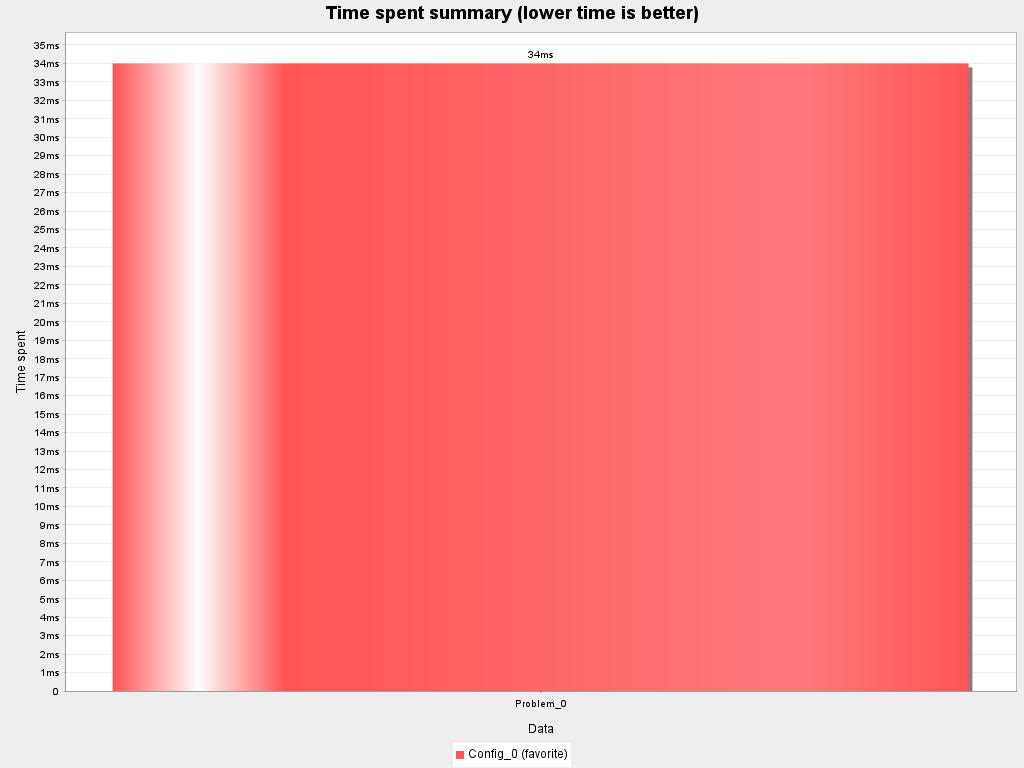 Time spent summary (lower time is better)
35ms
34ms
34ms
33ms
32ms
31ms
30ms
29ms
28ms
27ms
26ms
25ms
24ms
23ms
22ms
21ms
20ms
19ms
18ms
17ms
16ms
15ms
14ms
13ms
12ms
11ms
10ms
9ms
8ms
7ms
6ms
5ms
4ms
3ms
2ms
1ms
0
Time spent
Problem_0
Data
Config_0 (favorite)